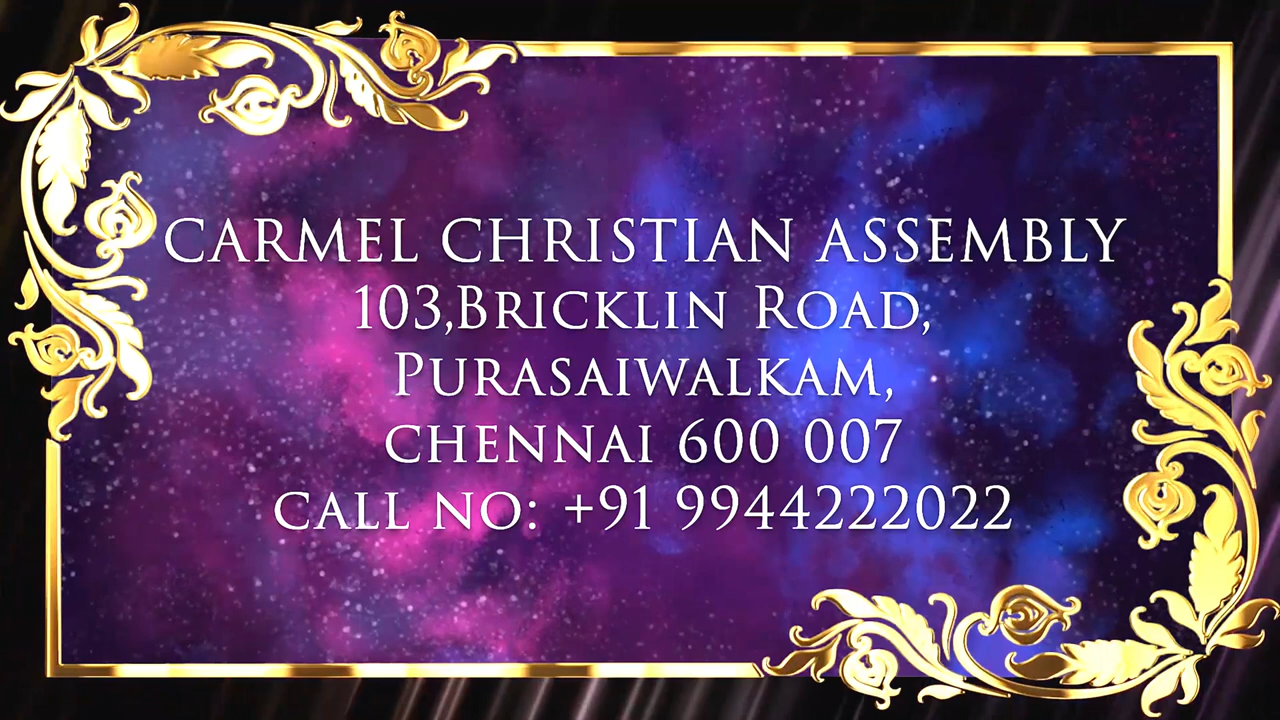 CARMEL CHRISTIAN ASSEMBLY
103,BRICKLIN ROAD,
PURASAIWALKAM,
CHENNAI 600 007
CALL NO: +91 9944222022